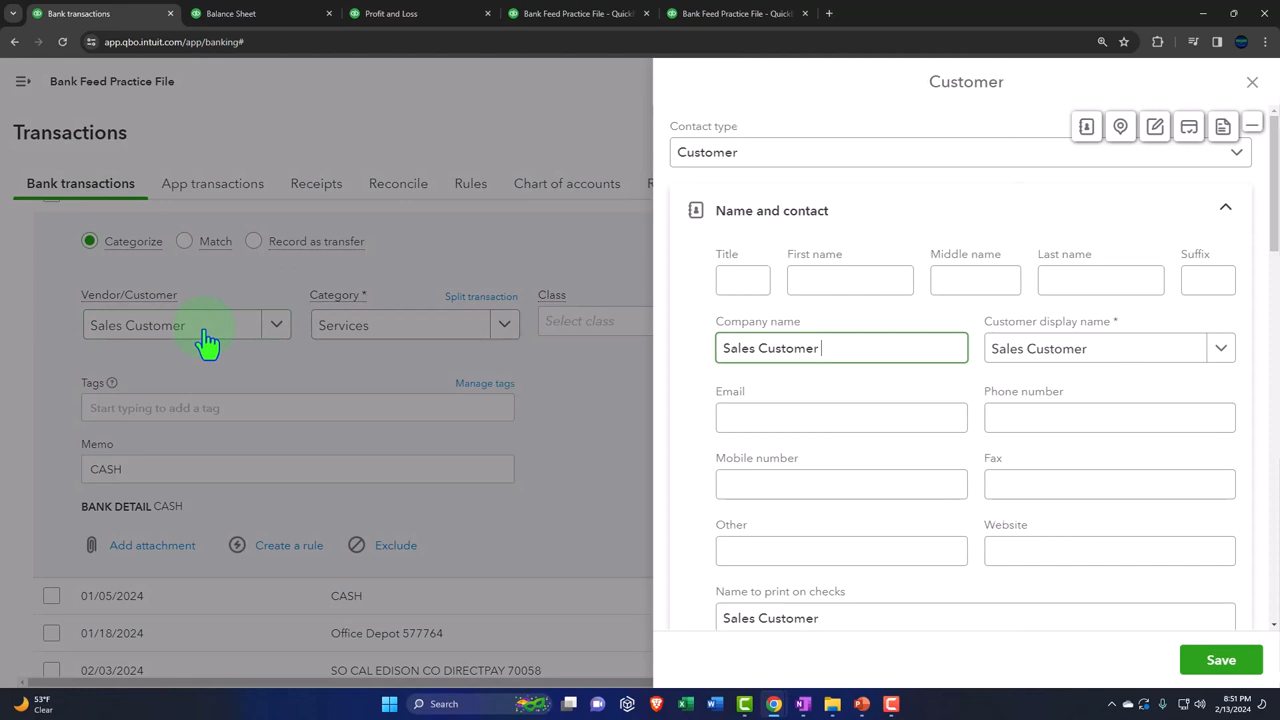 Bank transactions
Balance Sheet
Profit and Loss
Bank Feed Practice File - Quick
Bank Feed Practice File - Quick
app.qbo.intuit.com/app/banking#
Bank Feed Practice File
Transactions
Bank transactions App transactions Receipts Reconcile Rules Chart of accounts R
Categorize Match Record as transfer
Vendor/Customer Category * Split transaction Class
Sales Customer Services Select class
Tags Manage tags
Start typing to add a tag
Memo
CASH
BANK DETAIL CASH
Add attachment Create a rule Exclude
01/05/2024 CASH
01/18/2024 Office Depot 577764
02/03/2024 SO CAL EDISON CO DIRECTPAY 70058
Customer
Contact type
Customer
Name and contact
Title First name Middle name Last name Suffix
Company name Customer display name *
Sales Customer Sales Customer
Email Phone number
Mobile number Fax
Other Website
Name to print on checks
Sales Customer
Save
53°F
Clear
Search
8:51 PM
2/13/2024